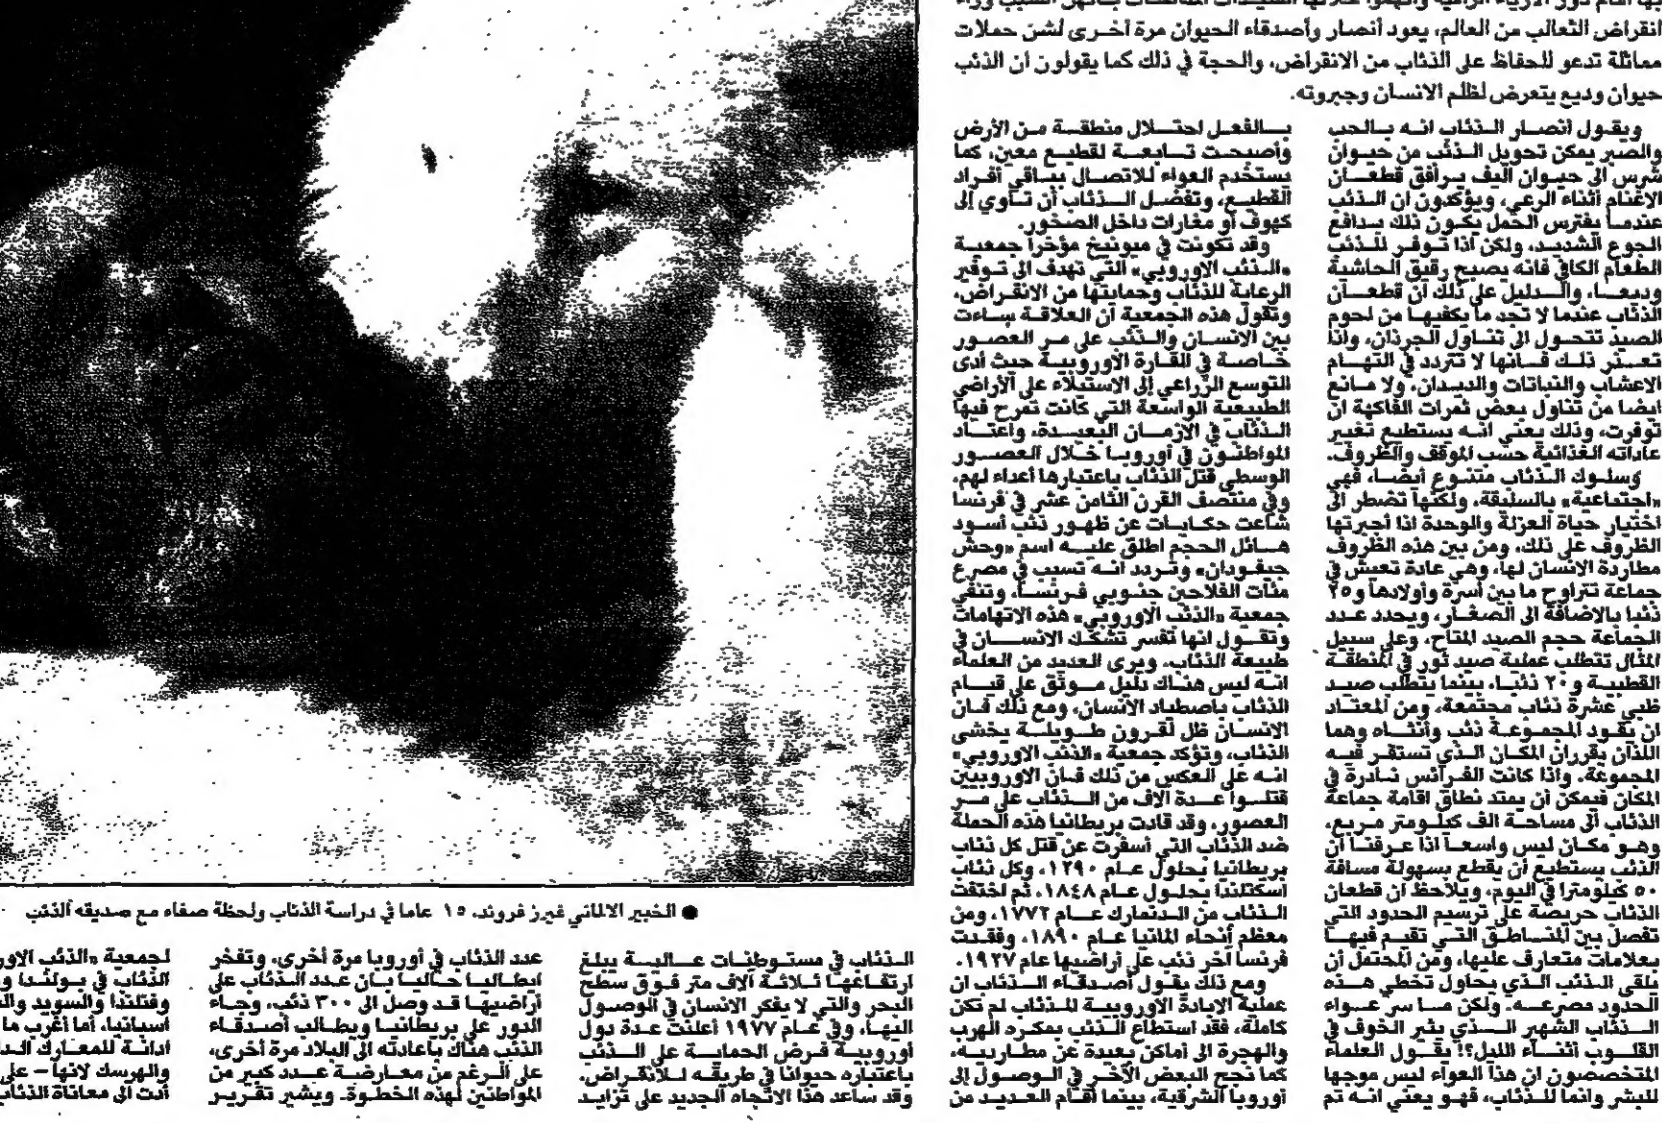 انقراض الثعالب من العالم، يعود أنصار وأصدقاء الحيوان مرة أخرى لشن حملات
مماثلة تدعو للحفاظ على الذئاب من الانقراض، والحجة في ذلك كما يقولون أن الذئب
حيوان وديع يتعرض لظلم الانسان وجبروته.
ويقول أنصار الذئاب انه بالحب
والصبر يمكن تحويل الذئب من حيوان
شرس الى حيوان اليف يرافق قطعان
الاغنام أثناء الرعي، ويؤكدون ان الذئب
عندما يفترس الحمل يكون ذلك بدافع
الجوع الشديد، ولكن اذا توفر للذئب
الطعام الكافي فانه يصبح رقيق الحاشية
وديعا، والدليل على ذلك أن قطعان
الذئاب عندما لا تجد ما يكفيها من لحوم
الصيد تتحول الى تناول الجرذان، واذا
تعذر ذلك فانها لا تتردد في التهام
الاعشاب والنباتات والديدان، ولا مانع
ايضا من تناول بعض ثمرات الفاكهة ان
توفرت، وذلك يعني انه يستطيع تغيير
عاداته الغذائية حسب الموقف والظروف.
وسلوك الذئاب متنوع أيضا، فهي
«اجتماعية» بالسليقة، ولكنها تضطر الى
اختيار حياة العزلة والوحدة اذا أجبرتها
الظروف على ذلك، ومن بين هذه الظروف
مطاردة الانسان لها، وهي عادة تعيش في
جماعة تتراوح ما بين أسرة وأولادها و٢٥
ذئبا بالاضافة الى الصغار، ويحدد عدد
الجماعة حجم الصيد المتاح، وعلى سبيل
المثال تتطلب عملية صيد ثور في المنطقة
القطبية و٢٠ ذئبا، بينما يتطلب صيد
ظبي عشرة ذئاب مجتمعة، ومن المعتاد
ان يقود المجموعة ذئب وأنثاه وهما
اللذان يقرران المكان الذي تستقر فيه
المجموعة، واذا كانت الفرائس نادرة في
المكان فيمكن أن يمتد نطاق اقامة جماعة
الذئاب الى مساحة الف كيلومتر مربع،
وهو مكان ليس واسعا اذا عرفنا أن
الذئب يستطيع أن يقطع بسهولة مسافة
٥٠ كيلومترا في اليوم، ويلاحظ ان قطعان
الذئاب حريصة على ترسيم الحدود التي
تفصل بين المناطق التي تقيم فيها
بعلامات متعارف عليها، ومن المحتمل أن
يلقى الذئب الذي يحاول تخطي هذه
الحدود مصرعه. ولكن ما سر عواء
الذئاب الشهير الذي يثير الخوف في
القلوب أثناء الليل؟! يقول العلماء
المتخصصون ان هذا العواء ليس موجها
للبشر وانما للذئاب، فهو يعني انه تم
بالفعل احتلال منطقة من الأرض
وأصبحت تابعة لقطيع معين، كما
يستخدم العواء للاتصال بباقي أفراد
القطيع، وتفضل الذئاب أن تأوي إلى
كهوف أو مغارات داخل الصخور.
وقد تكونت في ميونيخ مؤخرا جمعية
«الذئب الاوروبي» التي تهدف الى توفير
الرعاية للذئاب وحمايتها من الانقراض،
وتقول هذه الجمعية أن العلاقة ساءت
بين الانسان والذئب على مر العصور
خاصة في القارة الاوروبية حيث أدى
التوسع الزراعي إلى الاستيلاء على الأراضي
الطبيعية الواسعة التي كانت تمرح فيها
الذئاب في الازمان البعيدة، واعتاد
المواطنون في أوروبا خلال العصور
الوسطى قتل الذئاب باعتبارها أعداء لهم.
وفي منتصف القرن الثامن عشر في فرنسا
شاعت حكايات عن ظهور ذئب أسود
هائل الحجم اطلق عليه اسم «وحش
جيفودان» وتردد انه تسبب في مصرع
مئات الفلاحين جنوبي فرنسا، وتنفي
جمعية «الذئب الاوروبي» هذه الاتهامات
وتقول انها تفسر تشكك الانسان في
طبيعة الذئاب، ويرى العديد من العلماء
انه ليس هناك دليل موثق على قيام
الذئاب باصطياد الانسان، ومع ذلك فان
الانسان ظل لقرون طويلة يخشى
الذئاب، وتؤكد جمعية «الذئب الاوروبي»
انه على العكس من ذلك فان الاوروبيين
قتلوا عدة الاف من الذئاب على مر
العصور، وقد قادت بريطانيا هذه الحملة
ضد الذئاب التي أسفرت عن قتل كل ذئاب
بريطانيا بحلول عام ١٢٩٠، وكل ذئاب
اسكتلندا بحلول عام ١٨٤٨، ثم اختفت
الذئاب من الدنمارك عام ١٧٧٢، ومن
معظم أنحاء المانيا عام ١٨٩٠، وفقدت
فرنسا آخر ذئب على أراضيها عام ١٩٢٧.
ومع ذلك يقول أصدقاء الذئاب ان
عملية الابادة الاوروبية للذئاب لم تكن
كاملة، فقد استطاع الذئب بمكره الهرب
والهجرة الى أماكن بعيدة عن مطارديه،
كما نجح البعض الآخر في الوصول إلى
أوروبا الشرقية، بينما أقام العديد من
● الخبير الالماني فيرز فروند، ١٥ عاما في دراسة الذئاب ولحظة صفاء مع صديقه الذئب
الذئاب في مستوطنات عالية يبلغ
ارتفاعها ثلاثة آلاف متر فوق سطح
البحر والتي لا يفكر الانسان في الوصول
اليها، وفي عام ١٩٧٧ أعلنت عدة دول
أوروبية فرض الحماية على الذئب
باعتباره حيوانا في طريقه للانقراض،
وقد ساعد هذا الاتجاه الجديد على تزايد
عدد الذئاب في أوروبا مرة أخرى، وتفخر
ايطاليا حاليا بان عدد الذئاب على
أراضيها قد وصل الى ٣٠٠ ذئب، وجاء
الدور على بريطانيا ويطالب أصدقاء
الذئب هناك باعادته الى البلاد مرة أخرى،
على الرغم من معارضة عدد كبير من
المواطنين لهذه الخطوة. ويشير تقرير
لجمعية «الذئب الاور
الذئاب في بولندا و
وفنلندا والسويد وال
اسبانيا، أما أغرب ما
ادانة للمعارك الدا
والهرسك لانها – على
أدت الى معاناة الذئاب